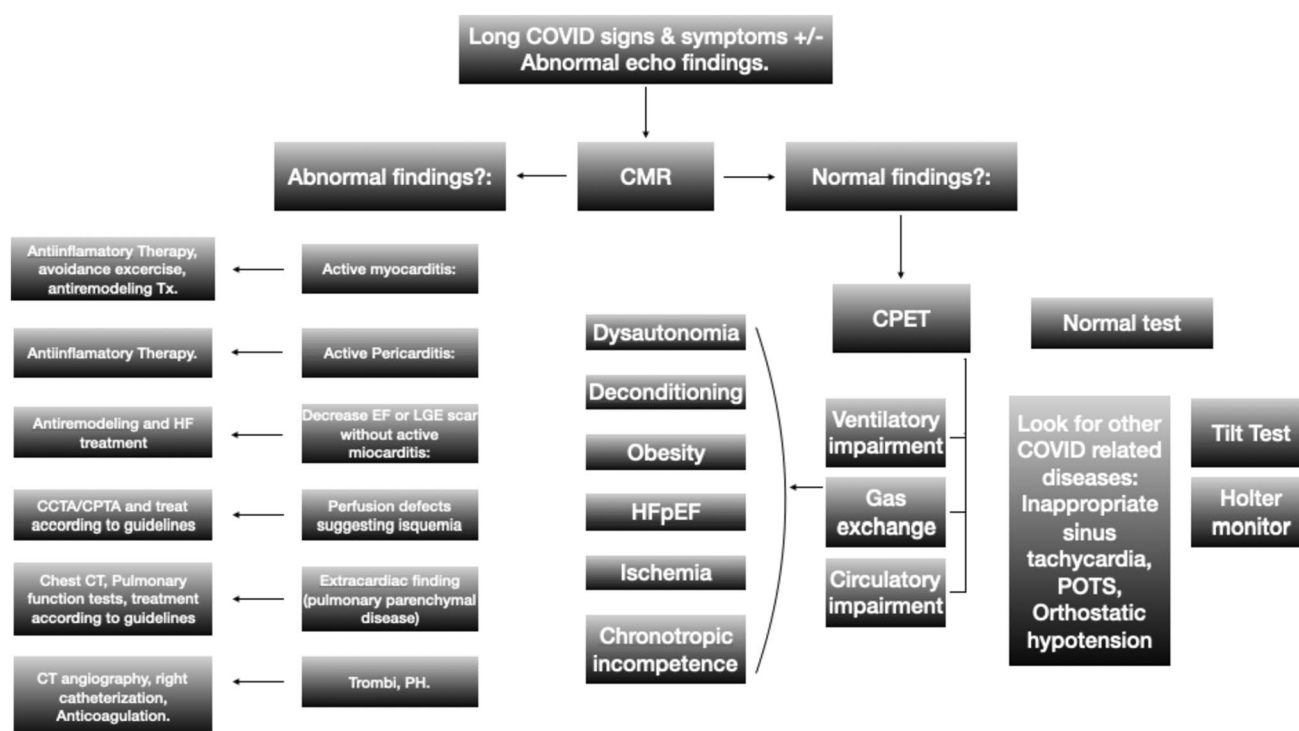 Long COVID signs & symptoms +/-
Abnormal echo findings.
Abnormal findings?:
CMR
Normal findings?:
Antiinflamatory Therapy,
avoidance excercise,
antiremodeling Tx.
Active myocarditis:
Antiinflamatory Therapy.
Active Pericarditis:
Antiremodeling and HF
treatment
Decrease EF or LGE scar
without active
miocarditis:
CCTA/CPTA and treat
according to guidelines
Perfusion defects
suggesting isquemia
Chest CT, Pulmonary
function tests, treatment
according to guidelines
Extracardiac finding
(pulmonary parenchymal
disease)
CT angiography, right
catheterization,
Anticoagulation.
Trombi, PH.
Dysautonomia
Deconditioning
Obesity
HFpEF
Ischemia
Chronotropic
incompetence
CPET
Ventilatory
impairment
Gas
exchange
Circulatory
impairment
Normal test
Look for other
COVID related
diseases:
Inappropriate
sinus
tachycardia,
POTS,
Orthostatic
hypotension
Tilt Test
Holter
monitor